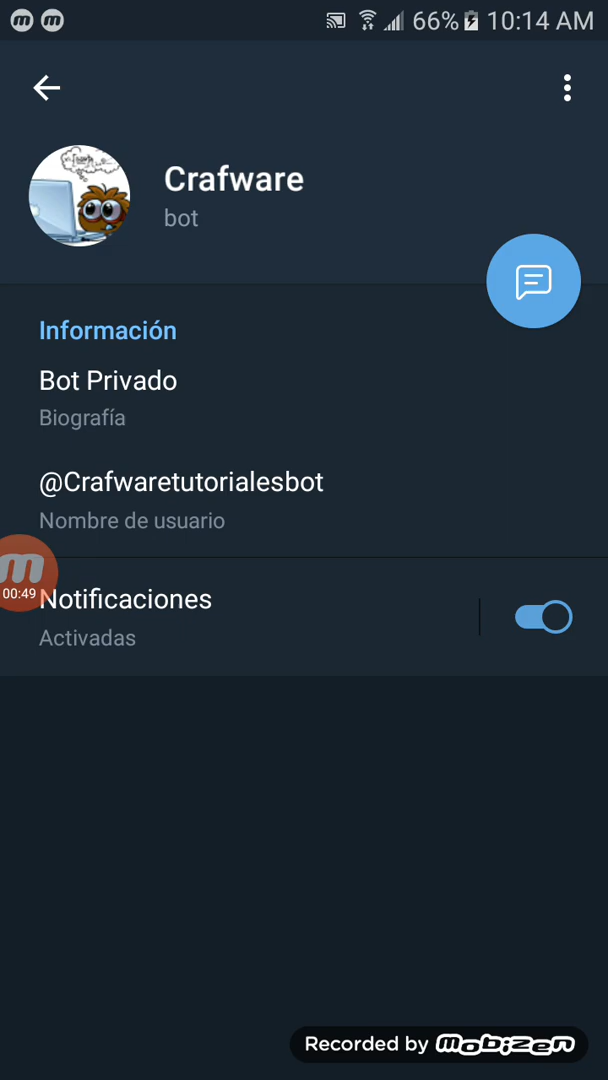 66% 10:14 AM
Crafware
bot
Información
Bot Privado
Biografía
@Crafwaretutorialesbot
Nombre de usuario
m
00:49
Notificaciones
Activadas
Recorded by mobizen